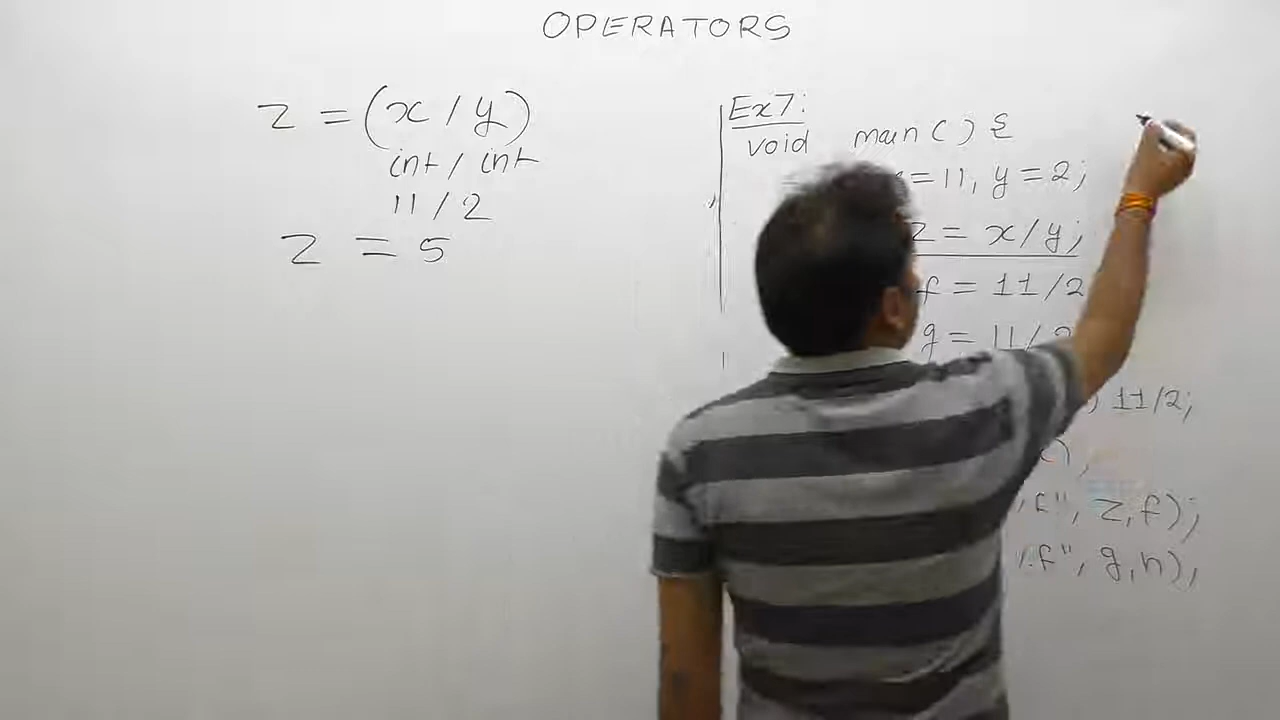 OPERATORS
z = (x / y)
int / int
11 / 2
z = 5
Ex7:
void main ( ) {
= 11, y = 2;
z = x/y;
f = 11/2
g = 11/2
) 11/2;
z, f);
f", g, n);